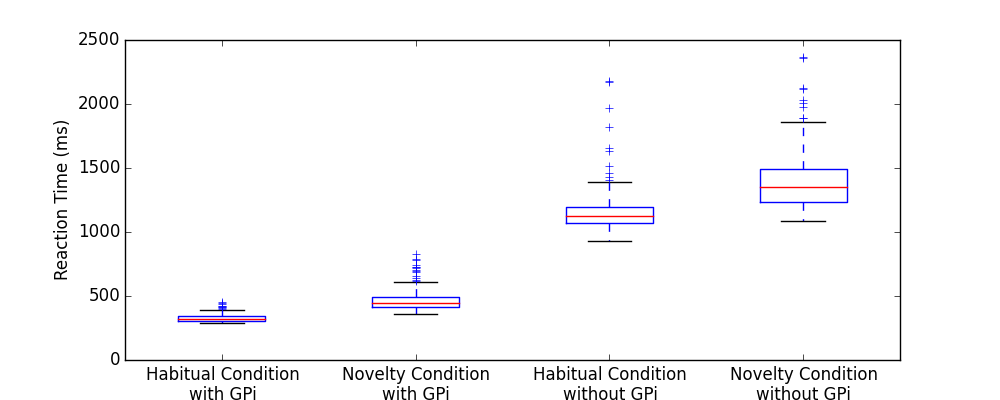 2500
2000
1500
1000
500
0
Reaction Time (ms)
Habitual Condition
with GPi
Novelty Condition
with GPi
Habitual Condition
without GPi
Novelty Condition
without GPi